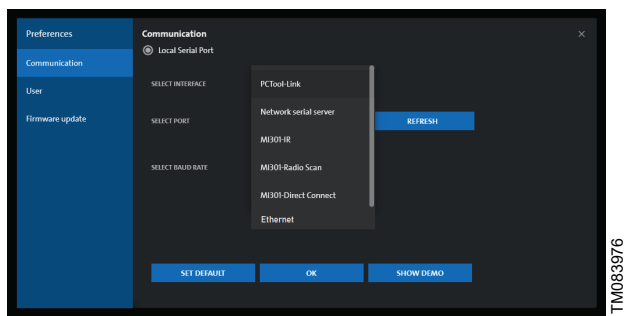 Preferences
Communication
User
Firmware update
Communication
Local Serial Port
SELECT INTERFACE
PCTool-Link
Network serial server
MI301-IR
MI301-Radio Scan
MI301-Direct Connect
Ethernet
SELECT PORT
REFRESH
SELECT BAUD RATE
SET DEFAULT
OK
SHOW DEMO
TM083976